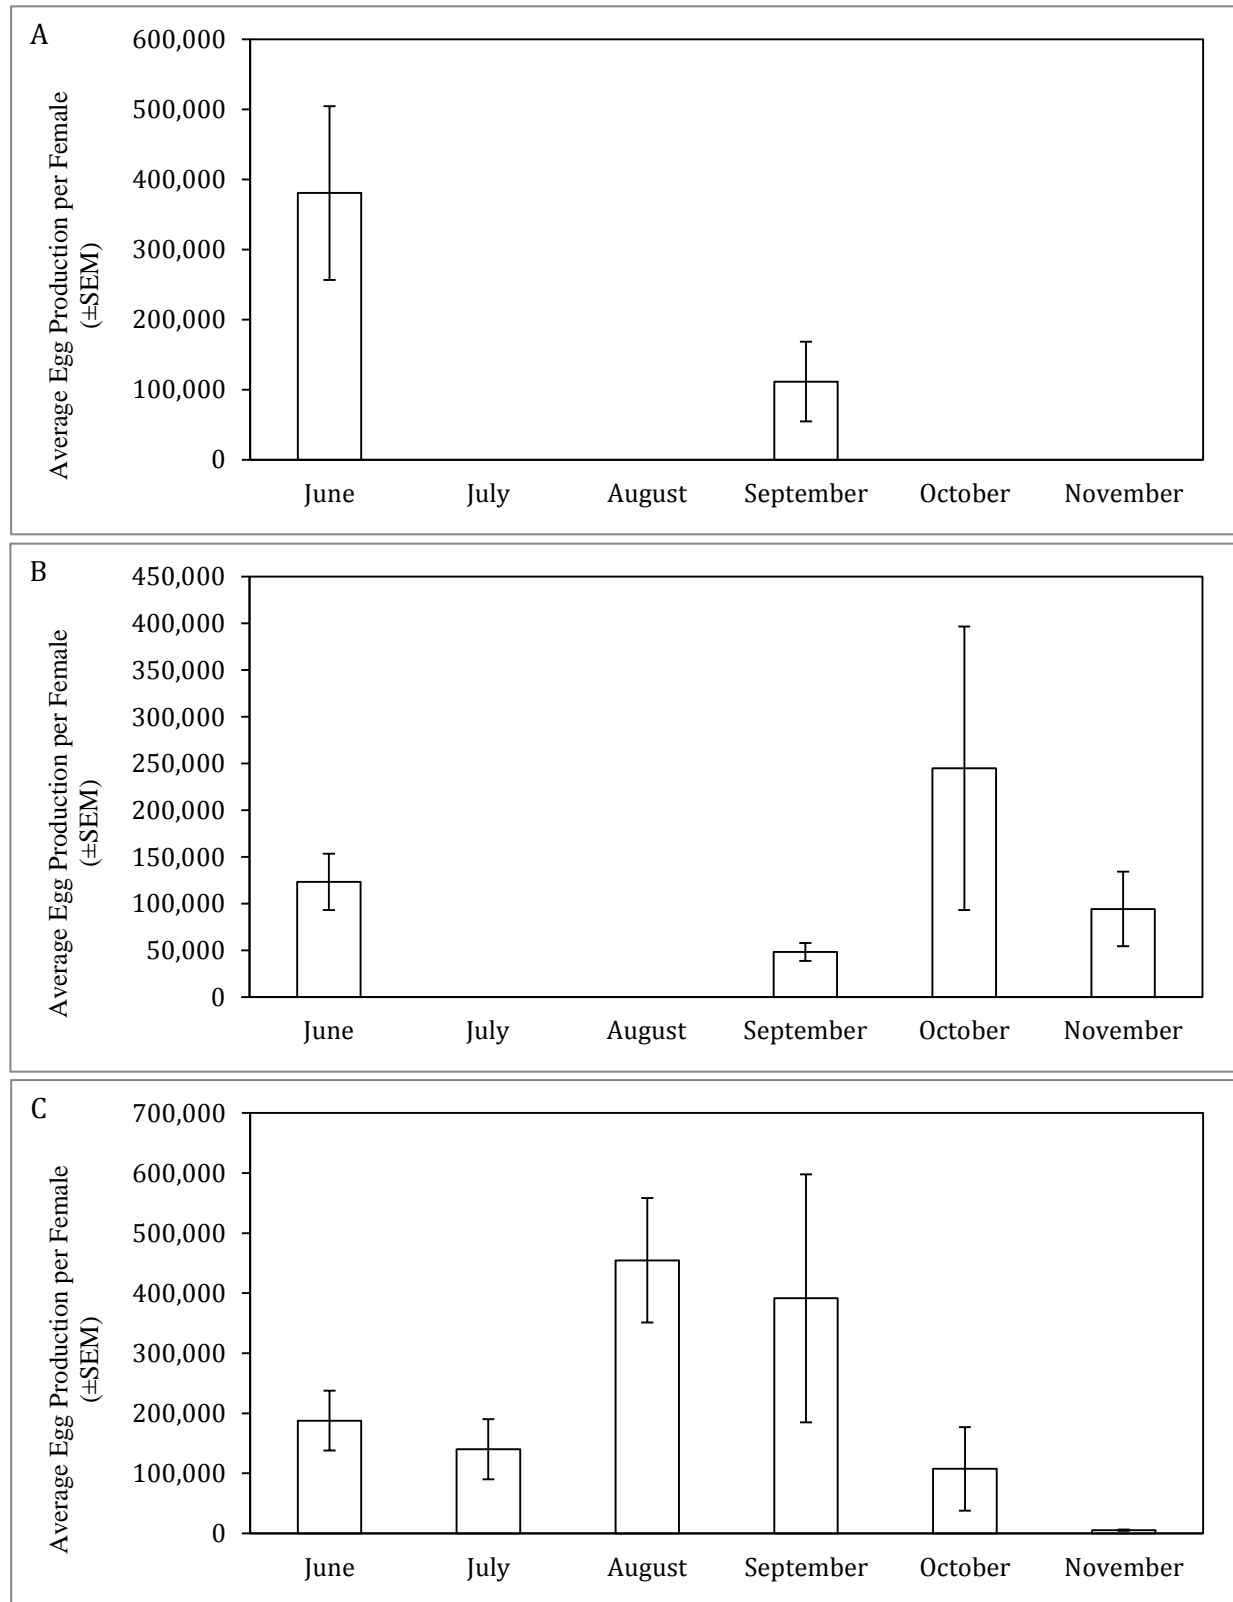 A
Average Egg Production per Female
(±SEM)
600,000
500,000
400,000
300,000
200,000
100,000
0
June July August September October November
B
Average Egg Production per Female
(±SEM)
450,000
400,000
350,000
300,000
250,000
200,000
150,000
100,000
50,000
0
June July August September October November
C
Average Egg Production per Female
(±SEM)
700,000
600,000
500,000
400,000
300,000
200,000
100,000
0
June July August September October November